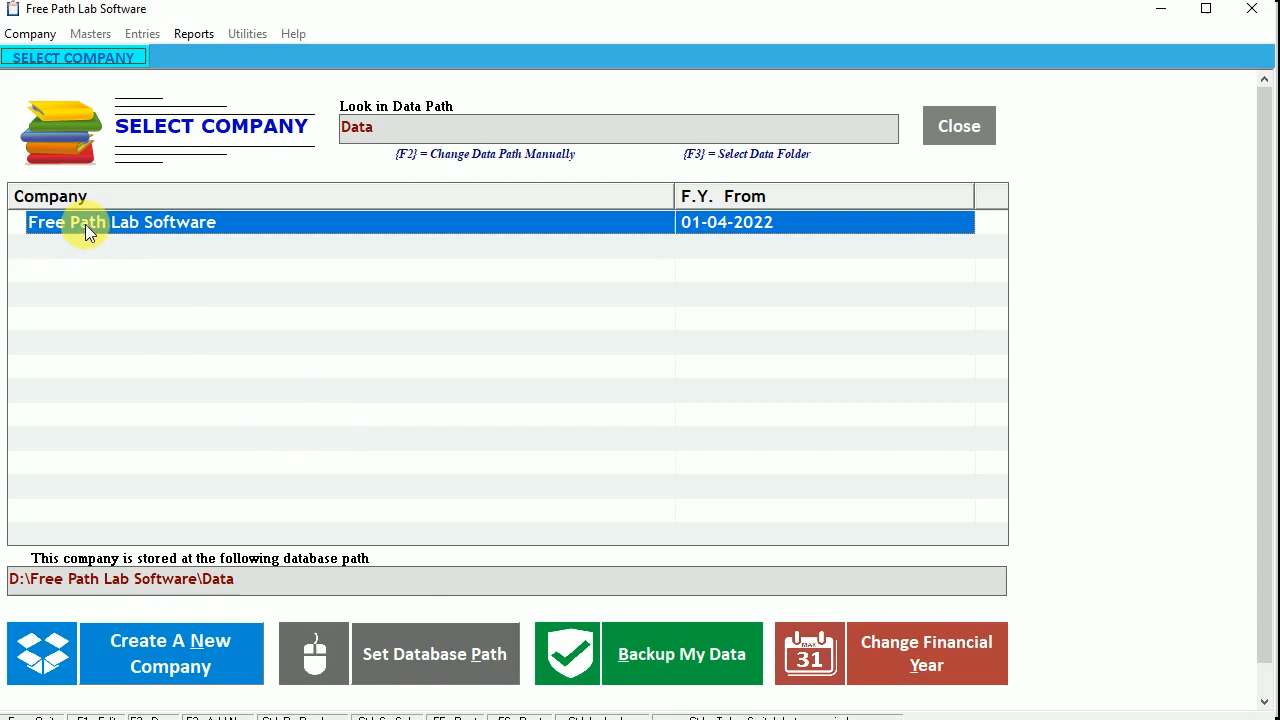 Free Path Lab Software
Company Masters Entries Reports Utilities Help
SELECT COMPANY
SELECT COMPANY
Look in Data Path
Data
{F2} = Change Data Path Manually {F3} = Select Data Folder
Close
Company F.Y. From
Free Path Lab Software 01-04-2022
This company is stored at the following database path
D:\Free Path Lab Software\Data
Create A New
Company
Set Database Path
Backup My Data
MAR
31
Change Financial
Year